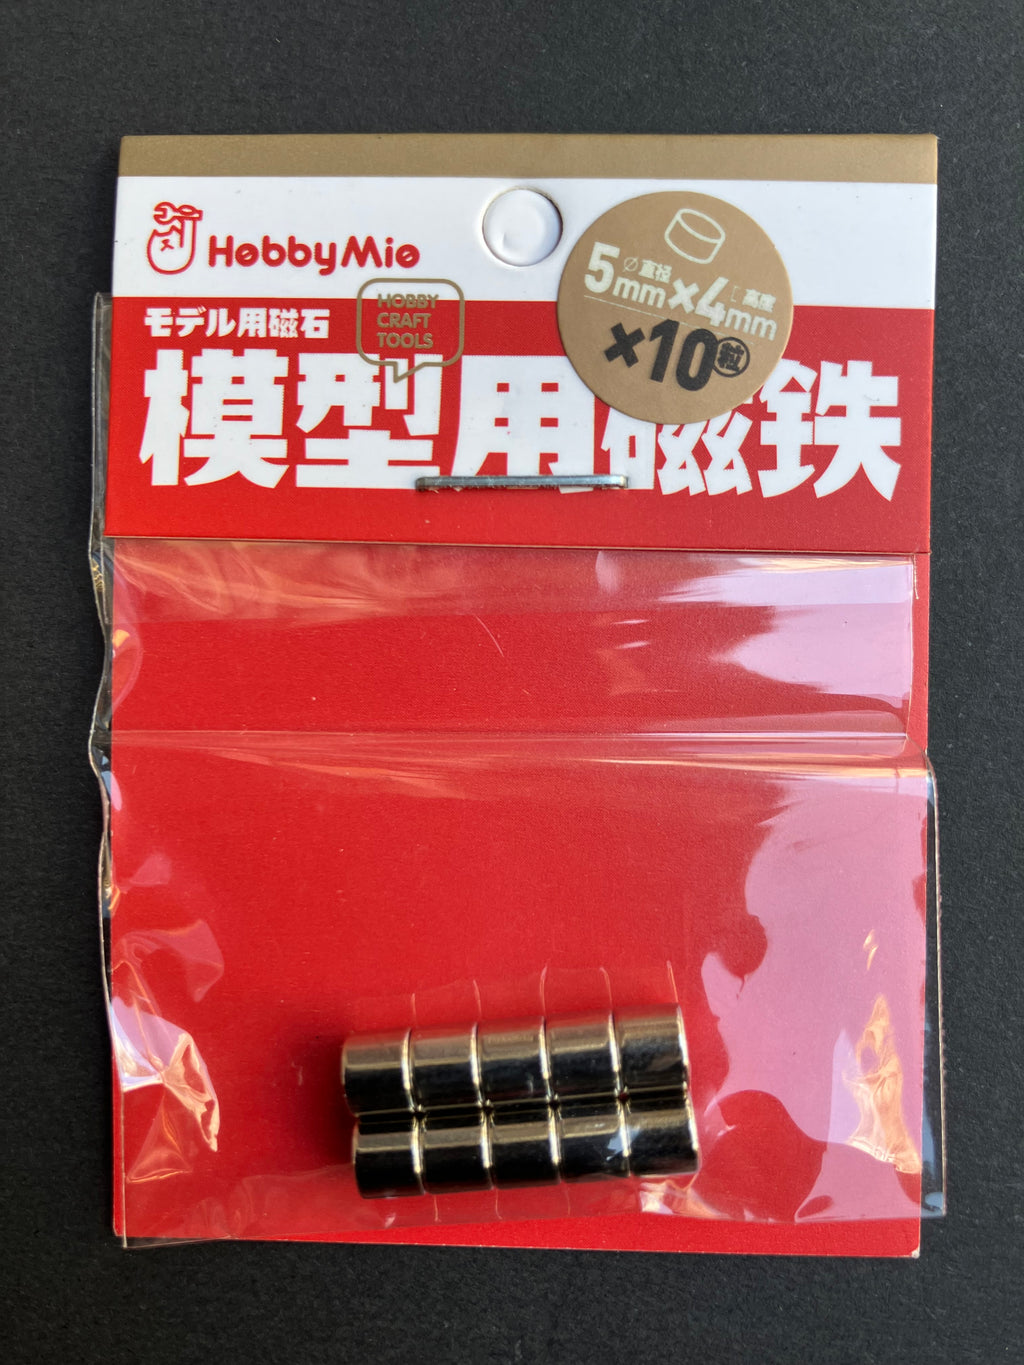 HobbyMio
HOBBY
CRAFT
TOOLS
モデル用磁石
模型用磁鉄
⌀直径 高度
5mm×4mm
×10粒